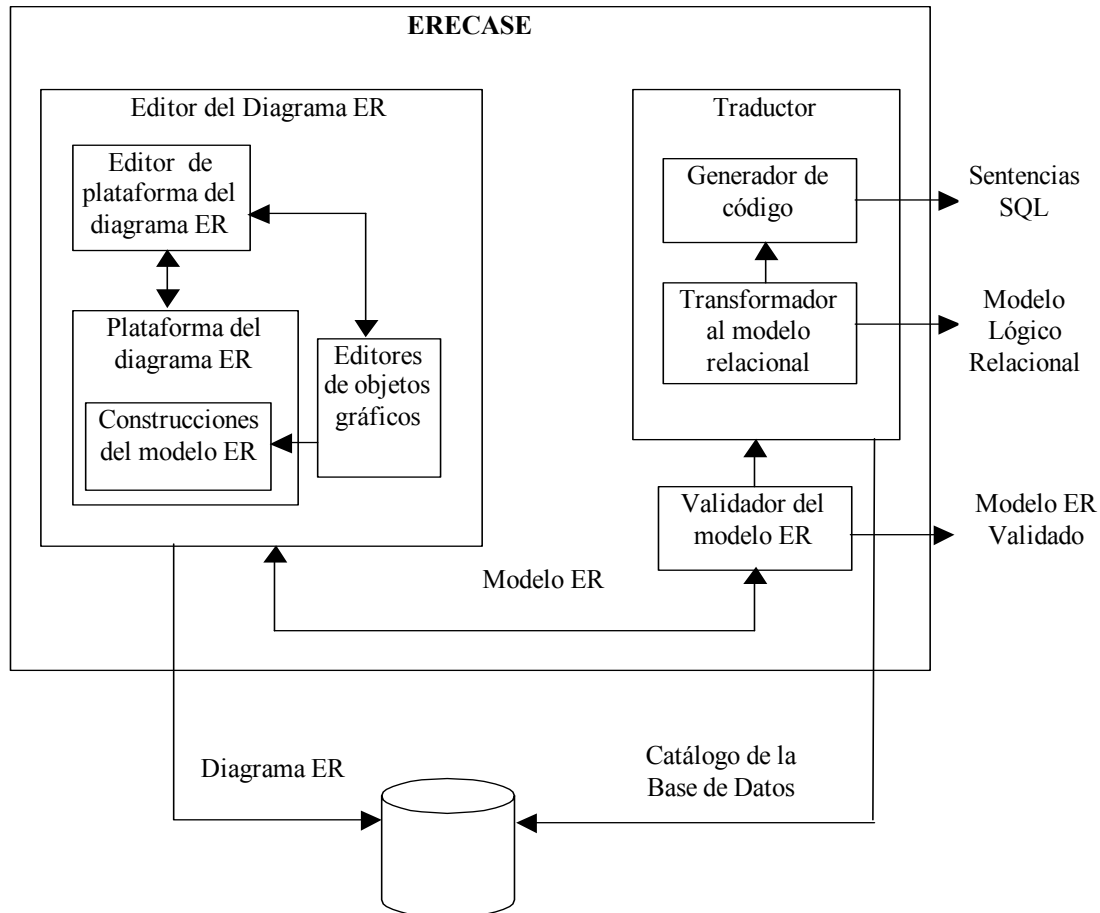 ERECASE
Editor del Diagrama ER
Editor de
plataforma del
diagrama ER
Plataforma del
diagrama ER
Construcciones
del modelo ER
Editores
de objetos
gráficos
Traductor
Generador de
código
Transformador
al modelo
relacional
Validador del
modelo ER
Sentencias
SQL
Modelo
Lógico
Relacional
Modelo ER
Validado
Modelo ER
Diagrama ER
Catálogo de la
Base de Datos